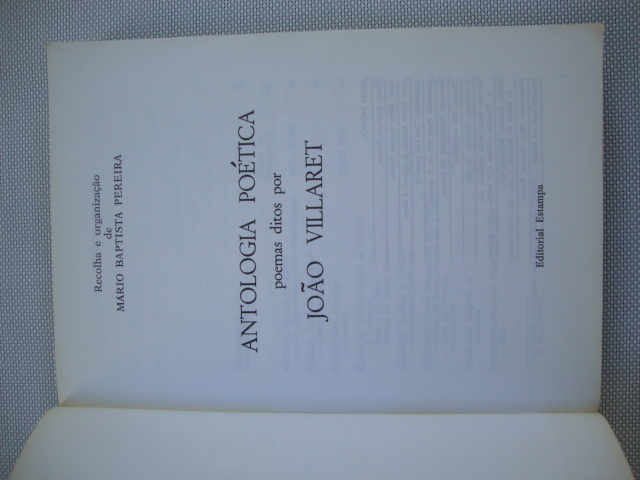 Recolha e organização
de
MÁRIO BAPTISTA PEREIRA
ANTOLOGIA POÉTICA
poemas ditos por
JOÃO VILLARET
Editorial Estampa